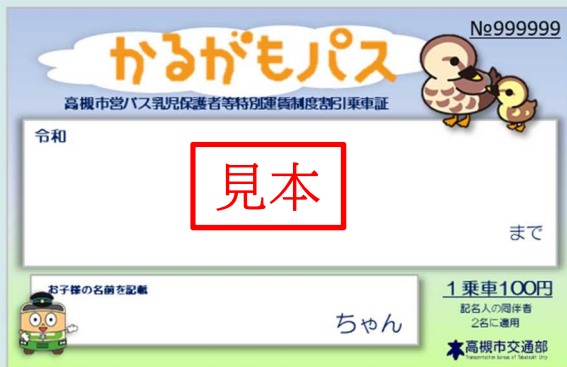 №999999
かるがもパス
高槻市営バス乳児保護者等特別運賃制度割引乗車証
令和
見本
まで
お子様の名前を記載
ちゃん
1乗車100円
記名人の同伴者
2名に適用
高槻市交通部